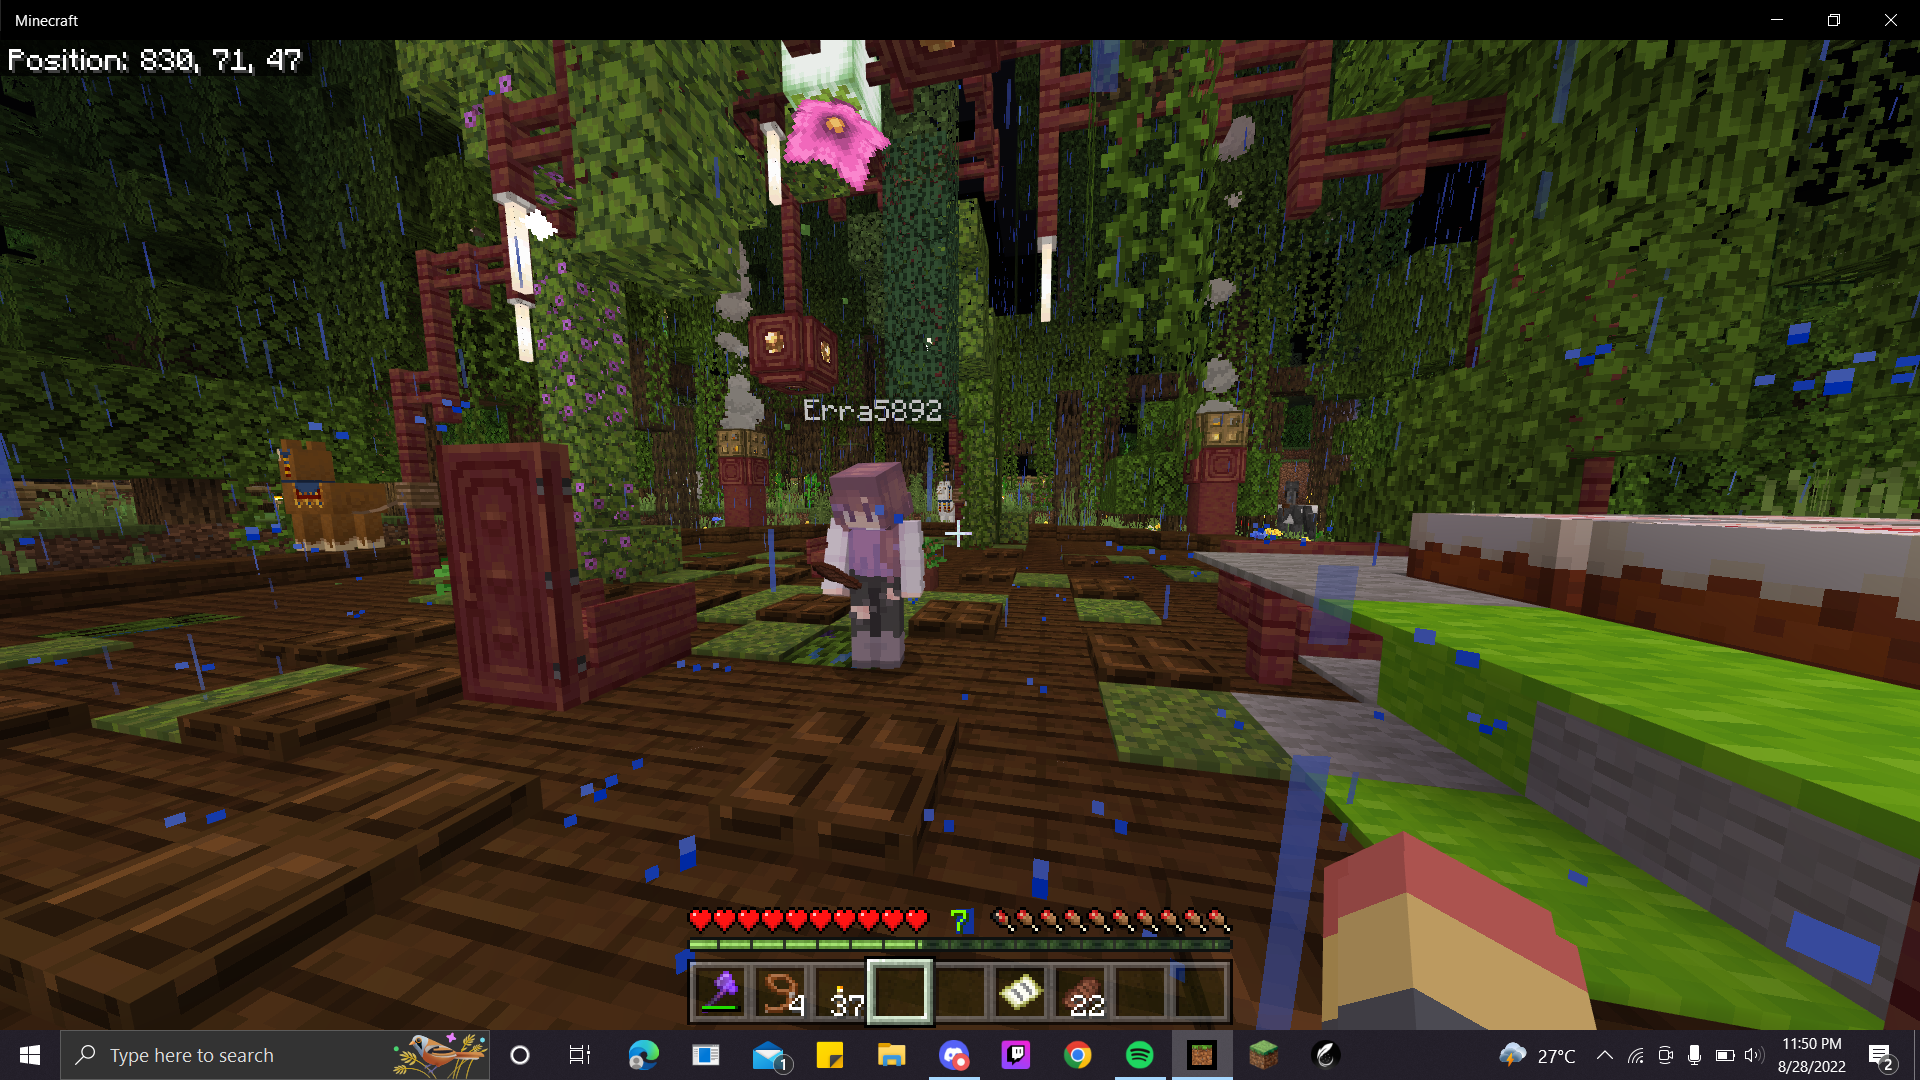 Minecraft
Position: 830, 71, 47
Erra5892
7
4
37
22
Type here to search
1
27°C
11:50 PM
8/28/2022
2